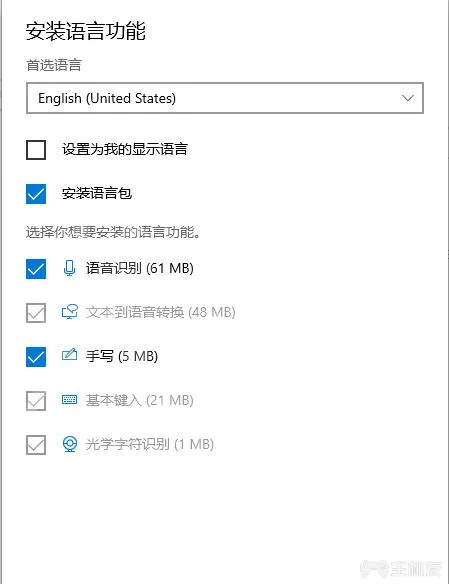 安装语言功能
首选语言
English (United States)
设置为我的显示语言
安装语言包
选择你想要安装的语言功能。
语音识别 (61 MB)
文本到语音转换 (48 MB)
手写 (5 MB)
基本键入 (21 MB)
光学字符识别 (1 MB)
主机友